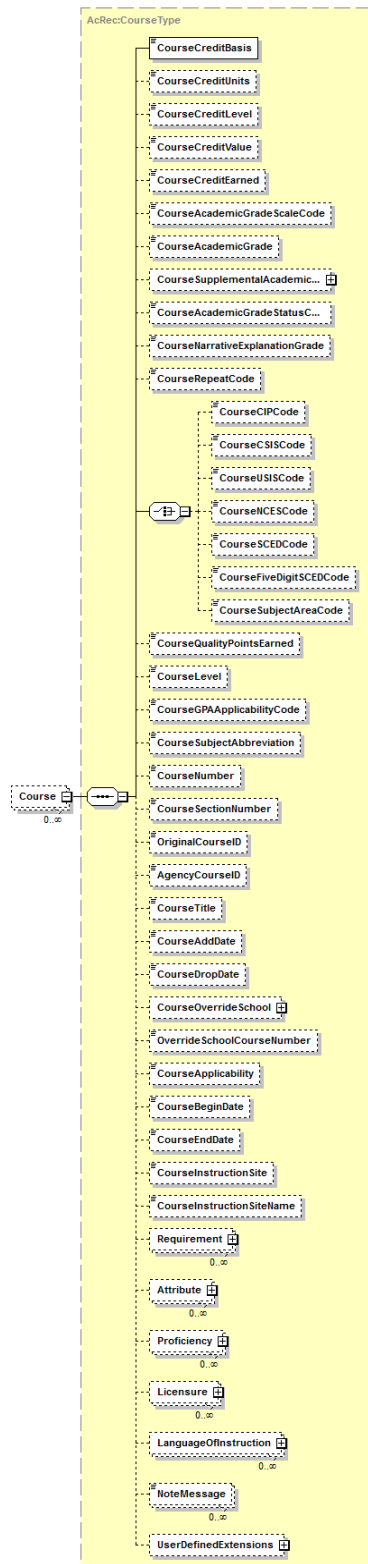 AcRec:CourseType
CourseCreditBasis
CourseCreditUnits
CourseCreditLevel
CourseCreditValue
CourseCreditEarned
CourseAcademicGradeScaleCode
CourseAcademicGrade
CourseSupplementalAcademic...
CourseAcademicGradeStatusC...
CourseNarrativeExplanationGrade
CourseRepeatCode
CourseCIPCode
CourseCSISCode
CourseUSISCode
CourseNCESCode
CourseSCEDCode
CourseFiveDigitSCEDCode
CourseSubjectAreaCode
CourseQualityPointsEarned
CourseLevel
CourseGPAApplicabilityCode
CourseSubjectAbbreviation
CourseNumber
Course
0..∞
CourseSectionNumber
OriginalCourseID
AgencyCourseID
CourseTitle
CourseAddDate
CourseDropDate
CourseOverrideSchool
OverrideSchoolCourseNumber
CourseApplicability
CourseBeginDate
CourseEndDate
CourseInstructionSite
CourseInstructionSiteName
Requirement
0..∞
Attribute
0..∞
Proficiency
0..∞
Licensure
0..∞
LanguageOfInstruction
0..∞
NoteMessage
0..∞
UserDefinedExtensions